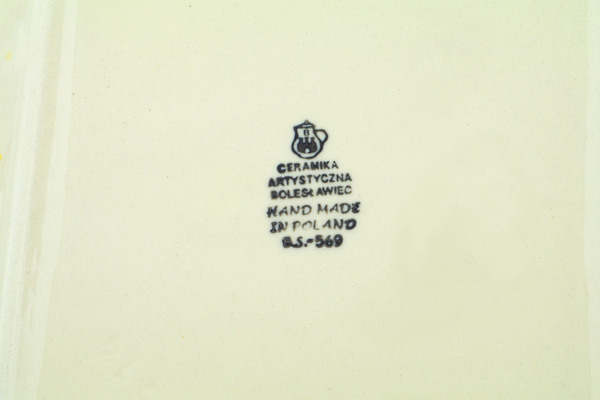 CERAMIKA
ARTYSTYCZNA
BOLESŁAWIEC
HAND MADE
IN POLAND
B.S.-569